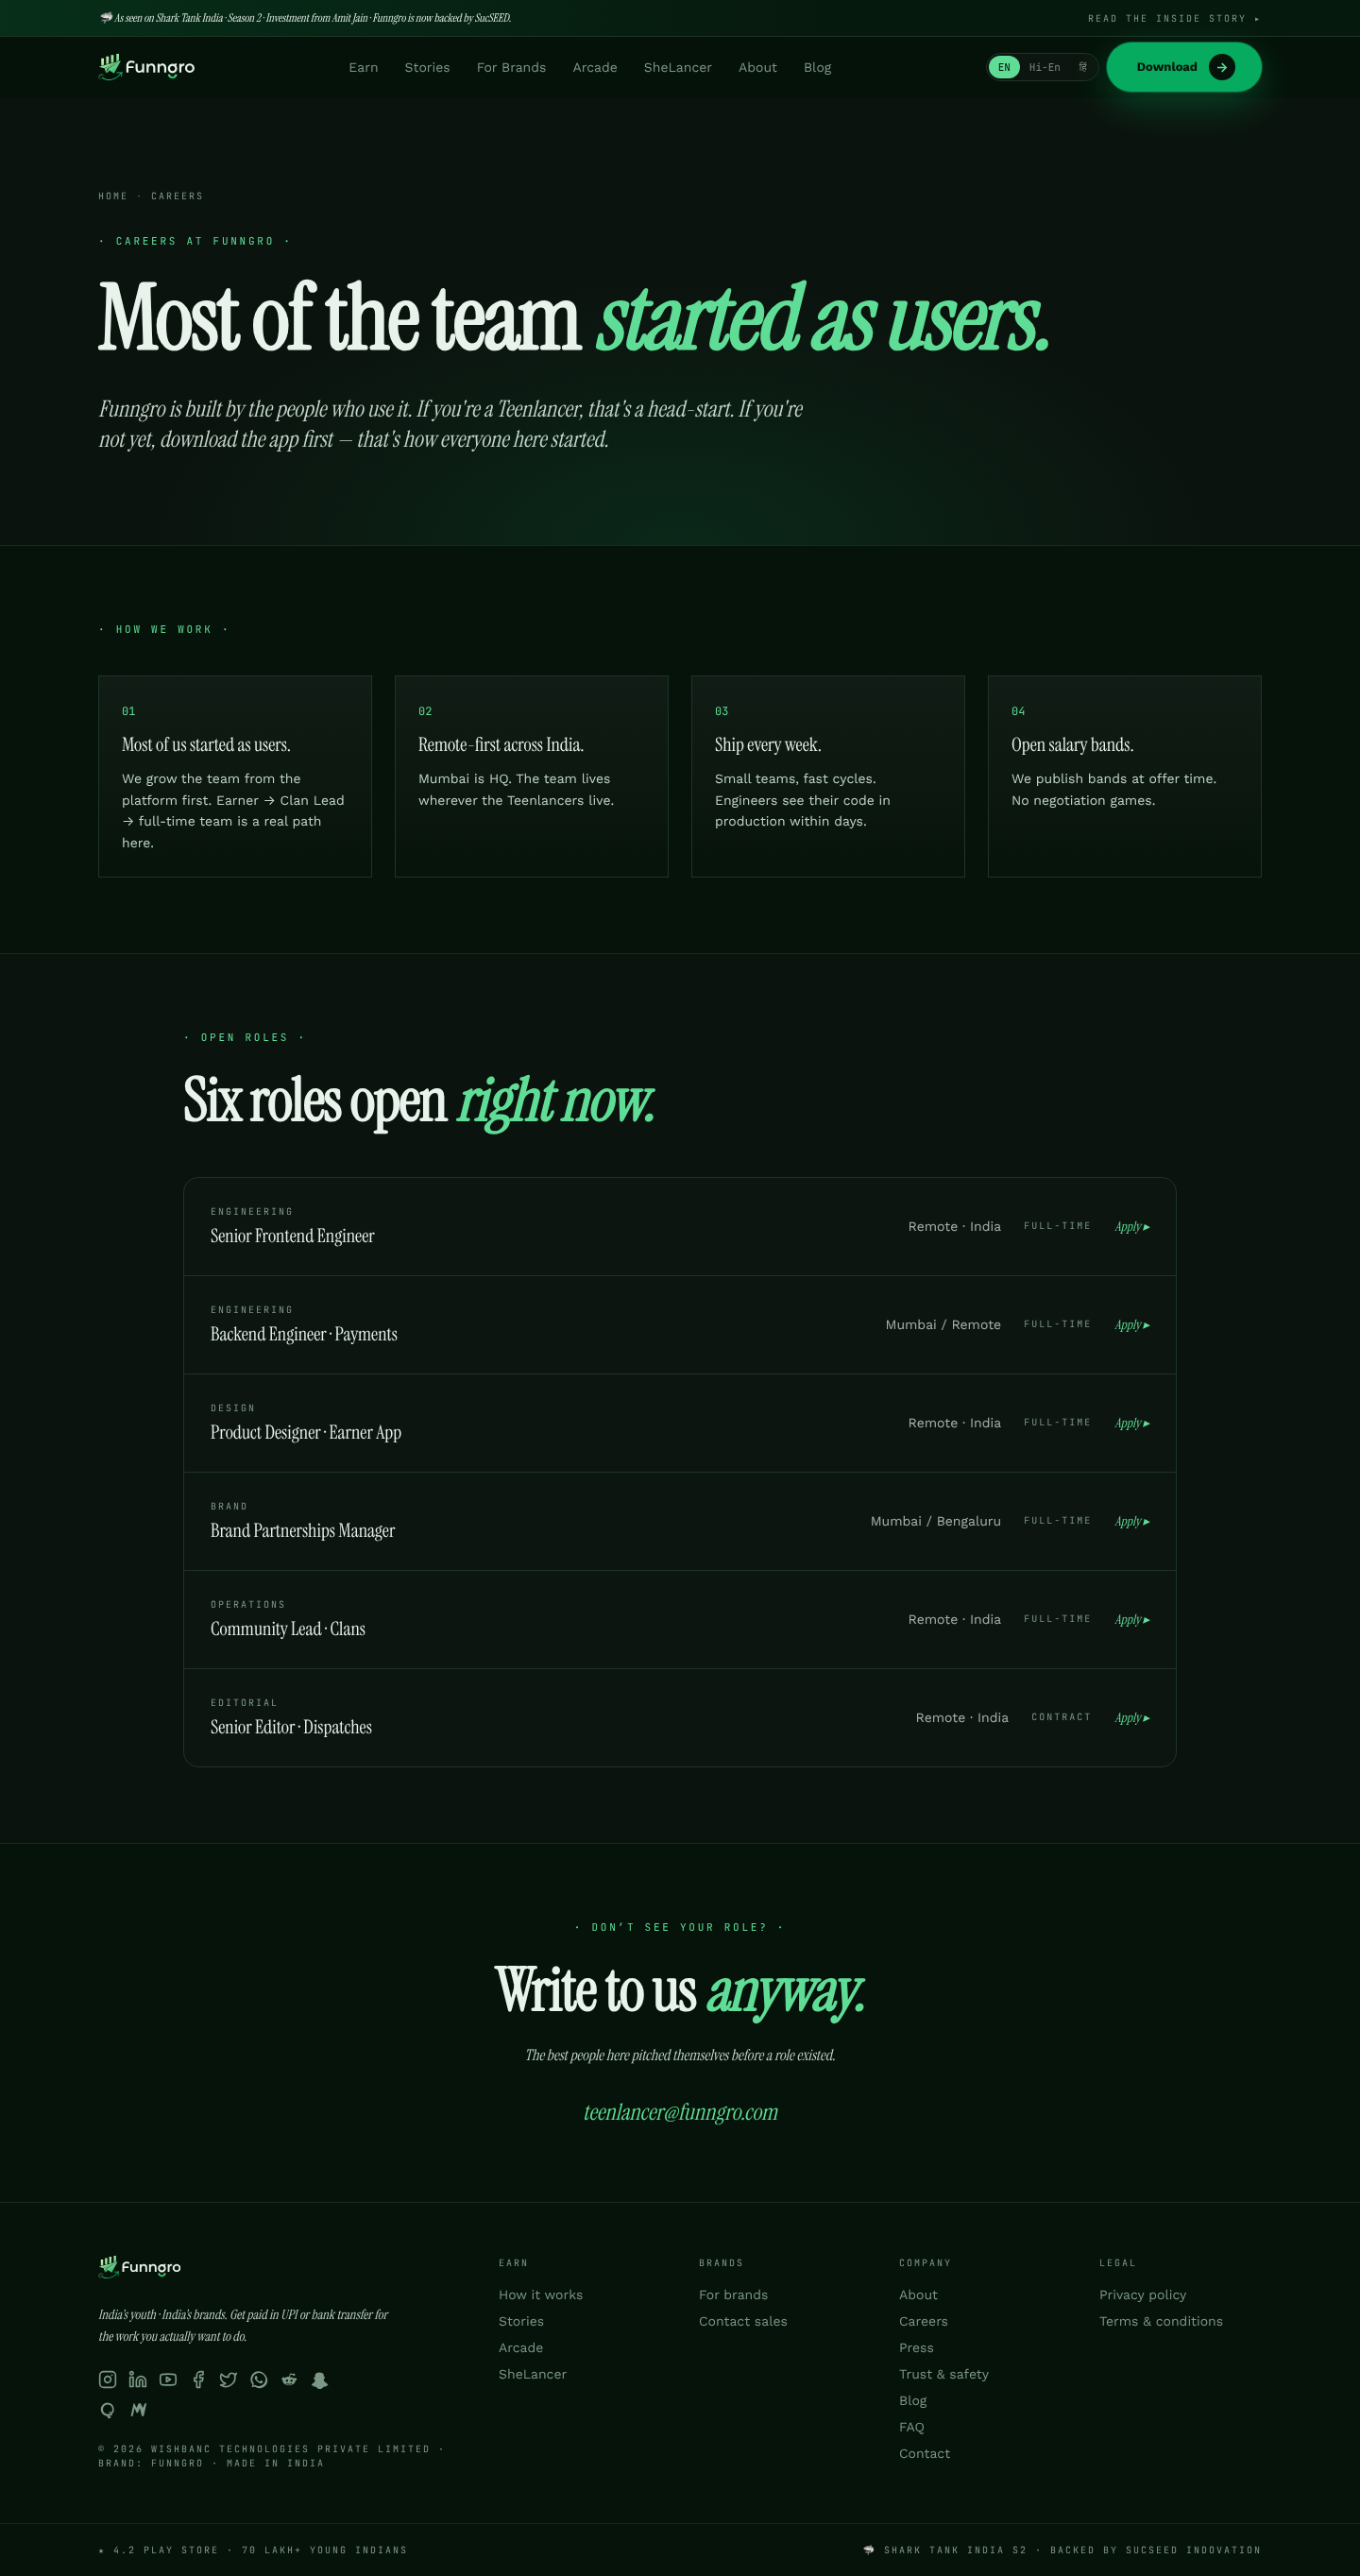 🦈 As seen on Shark Tank India · Season 2 · Investment from Amit Jain · Funngro is now backed by SucSEED.
READ THE INSIDE STORY ▸
Funngro
Earn
Stories
For Brands
Arcade
SheLancer
About
Blog
EN
Hi-En
हिं
Download
HOME · CAREERS
· CAREERS AT FUNNGRO ·
Most of the team started as users.
Funngro is built by the people who use it. If you're a Teenlancer, that's a head-start. If you're
not yet, download the app first — that's how everyone here started.
· HOW WE WORK ·
01
Most of us started as users.
We grow the team from the
platform first. Earner → Clan Lead
→ full-time team is a real path
here.
02
Remote-first across India.
Mumbai is HQ. The team lives
wherever the Teenlancers live.
03
Ship every week.
Small teams, fast cycles.
Engineers see their code in
production within days.
04
Open salary bands.
We publish bands at offer time.
No negotiation games.
· OPEN ROLES ·
Six roles open right now.
ENGINEERING
Senior Frontend Engineer
Remote · India
FULL-TIME
Apply ▸
ENGINEERING
Backend Engineer · Payments
Mumbai / Remote
FULL-TIME
Apply ▸
DESIGN
Product Designer · Earner App
Remote · India
FULL-TIME
Apply ▸
BRAND
Brand Partnerships Manager
Mumbai / Bengaluru
FULL-TIME
Apply ▸
OPERATIONS
Community Lead · Clans
Remote · India
FULL-TIME
Apply ▸
EDITORIAL
Senior Editor · Dispatches
Remote · India
CONTRACT
Apply ▸
· DON’T SEE YOUR ROLE? ·
Write to us anyway.
The best people here pitched themselves before a role existed.
teenlancer@funngro.com
Funngro
India's youth · India's brands. Get paid in UPI or bank transfer for
the work you actually want to do.
© 2026 WISHBANC TECHNOLOGIES PRIVATE LIMITED ·
BRAND: FUNNGRO · MADE IN INDIA
EARN
How it works
Stories
Arcade
SheLancer
BRANDS
For brands
Contact sales
COMPANY
About
Careers
Press
Trust & safety
Blog
FAQ
Contact
LEGAL
Privacy policy
Terms & conditions
★ 4.2 PLAY STORE · 70 LAKH+ YOUNG INDIANS
🦈 SHARK TANK INDIA S2 · BACKED BY SUCSEED INDOVATION